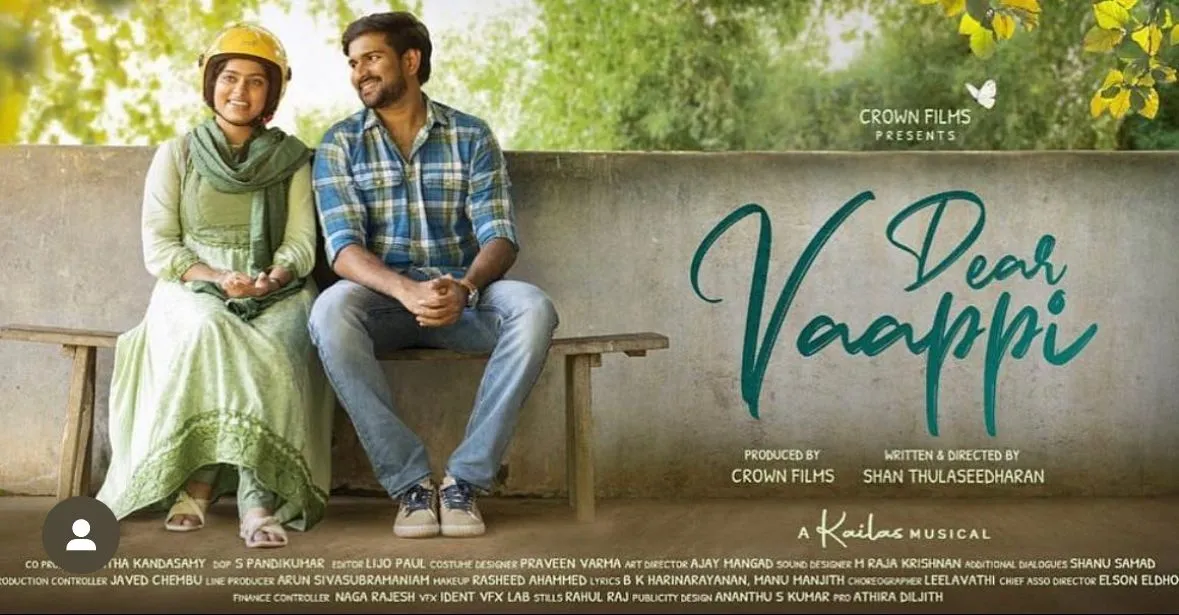 CROWN FILMS
PRESENTS
Dear
Vaappi
PRODUCED BY
CROWN FILMS
WRITTEN & DIRECTED BY
SHAN THULASEEDHARAN
A Kailas MUSICAL
CO KANDASAMY DOP S PANDIKUMAR EDITOR LIJO PAUL COSTUME DESIGNER PRAVEEN VARMA ART DIRECTOR AJAY MANGAD SOUND DESIGNER M RAJA KRISHNAN ADDITIONAL DIALOGUES SHANU SAMAD
CONTROLLER JAVED CHEMBU LINE PRODUCER ARUN SIVASUBRAMANIAM MAKEUP RASHEED AHAMMED LYRICS B K HARINARAYANAN, MANU MANJITH CHOREOGRAPHER LEELAVATHI CHIEF ASSO DIRECTOR ELSON ELDHO
FINANCE CONTROLLER NAGA RAJESH VFX IDENT VFX LAB STILLS RAHUL RAJ PUBLICITY DESIGN ANANTHU S KUMAR PRO ATHIRA DILJITH